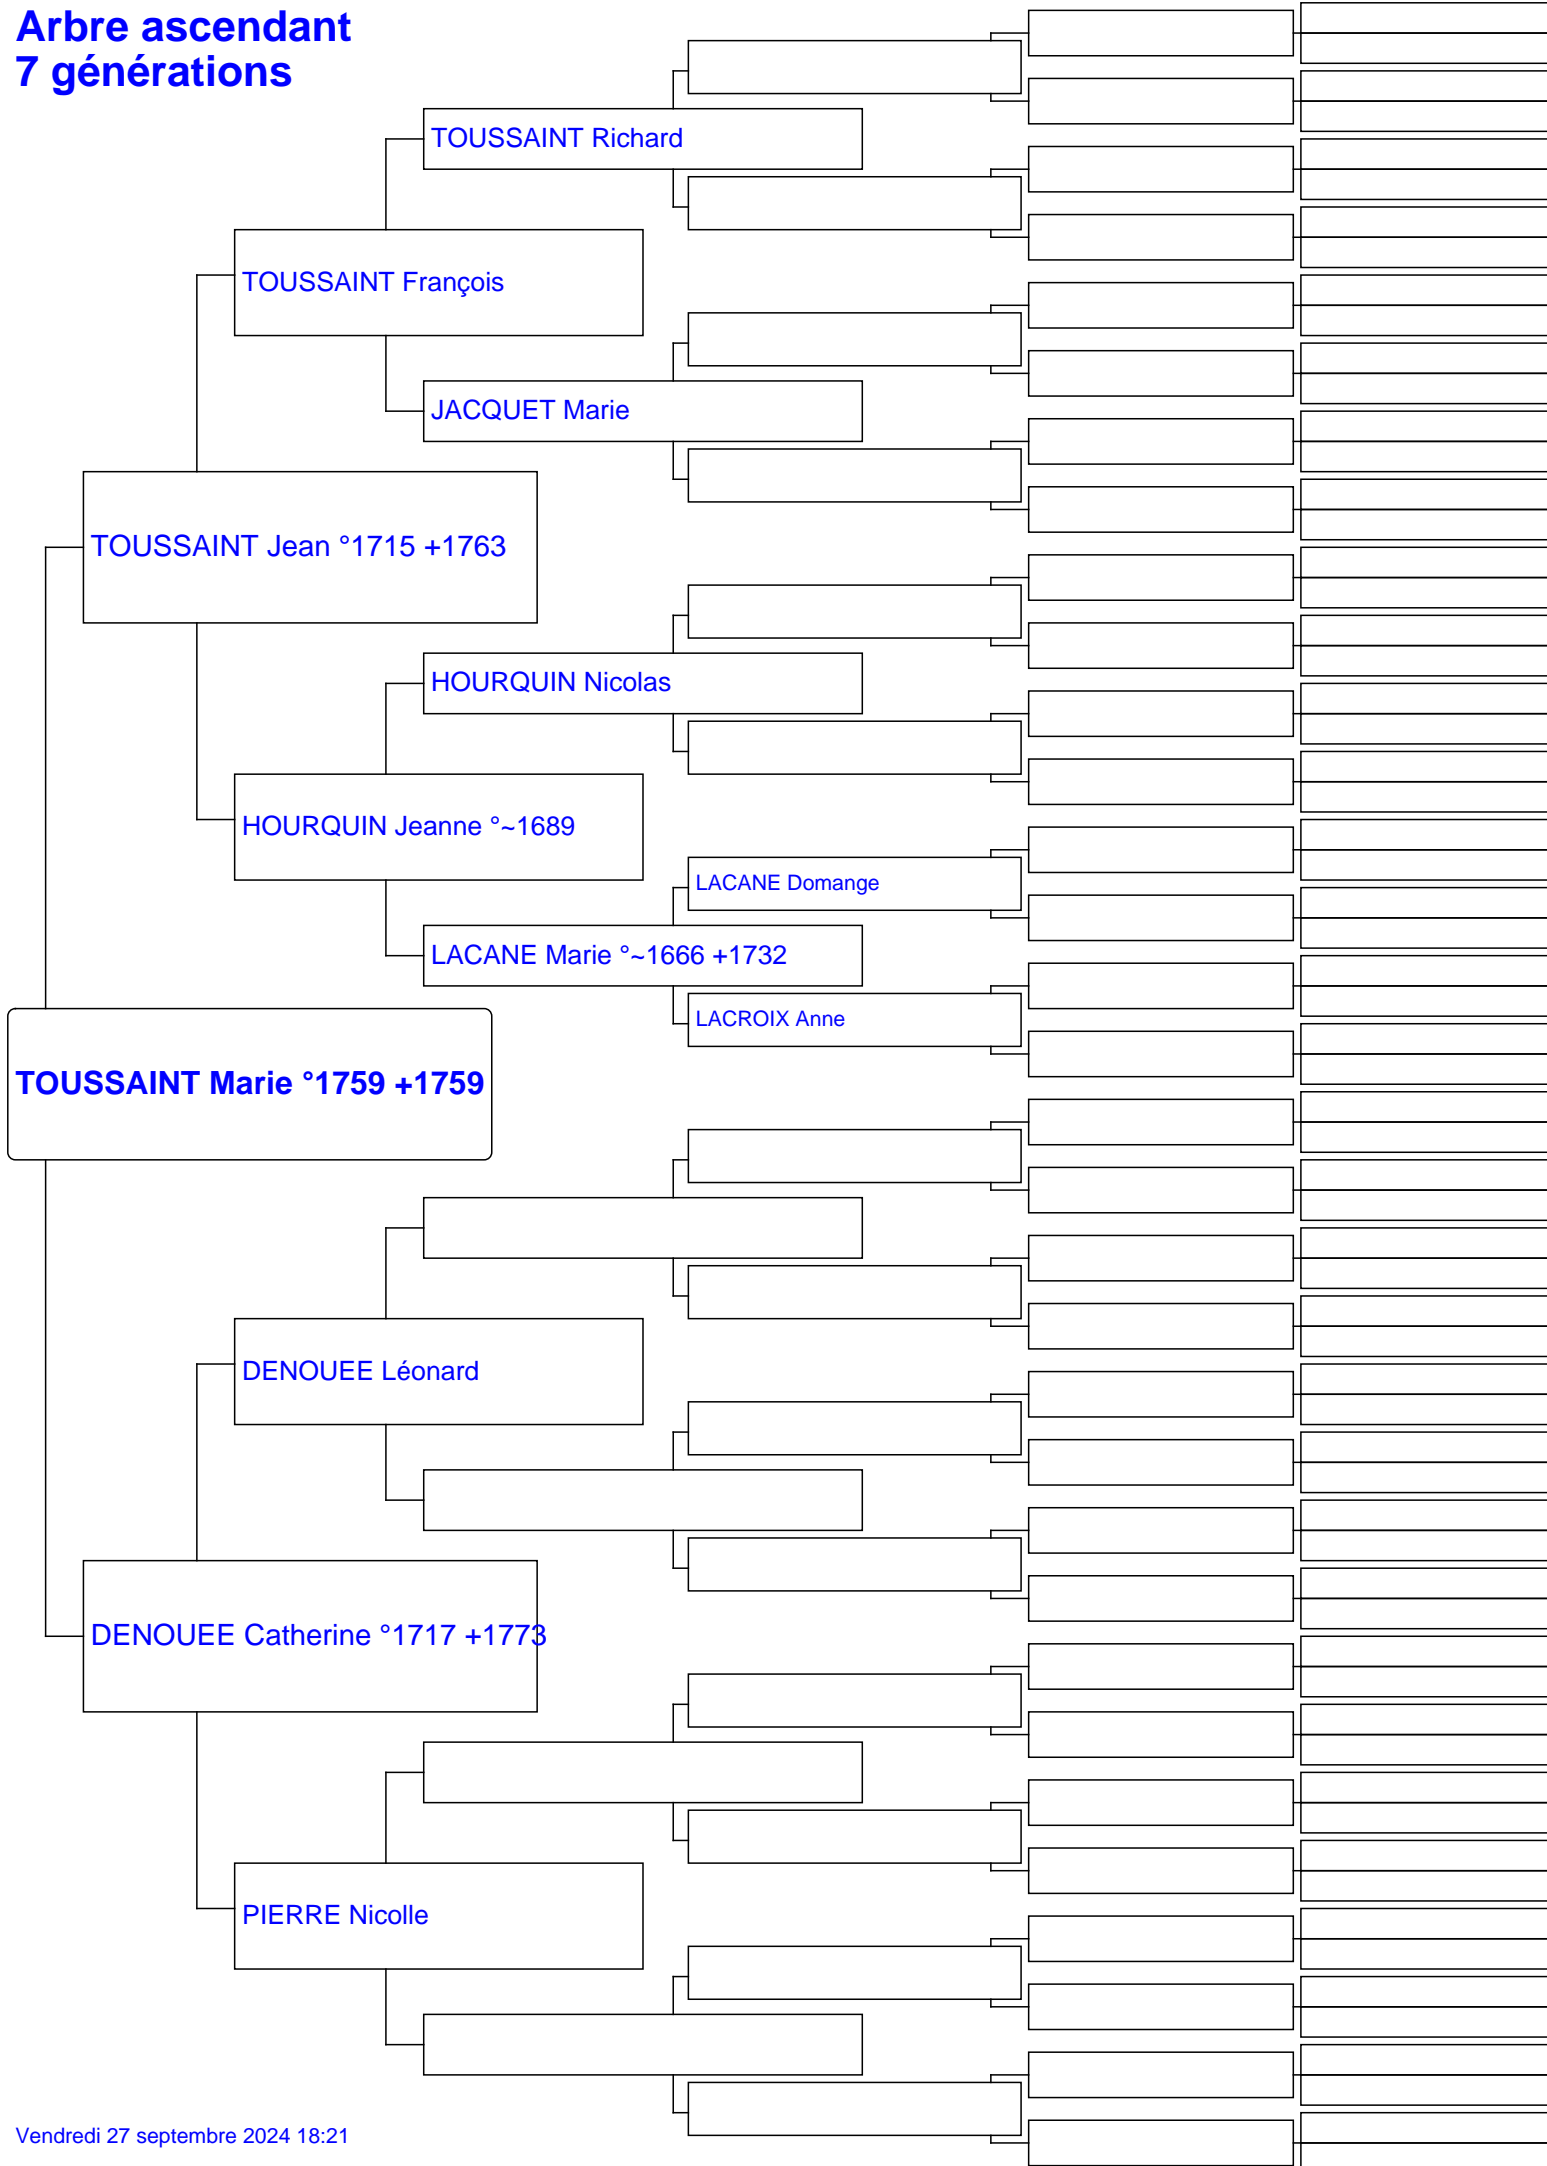 Arbre ascendant
7 générations
TOUSSAINT Richard
TOUSSAINT François
JACQUET Marie
TOUSSAINT Jean °1715 +1763
HOURQUIN Nicolas
HOURQUIN Jeanne °~1689
LACANE Domange
LACANE Marie °~1666 +1732
LACROIX Anne
TOUSSAINT Marie °1759 +1759
DENOUEE Léonard
DENOUEE Catherine °1717 +1773
PIERRE Nicolle
Vendredi 27 septembre 2024 18:21